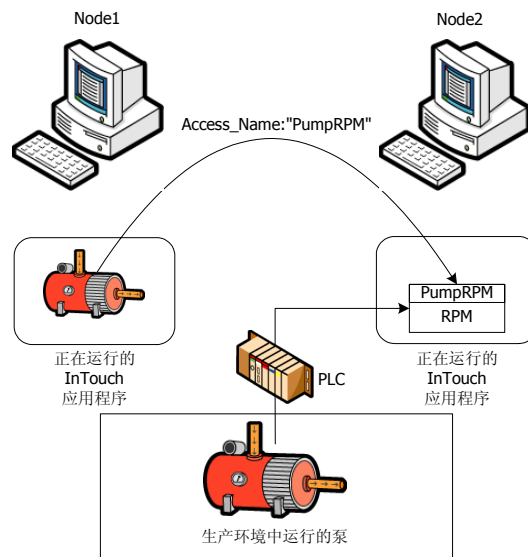 Node1
Node2
Access_Name:"PumpRPM"
PumpRPM
RPM
正在运行的
InTouch
应用程序
正在运行的
InTouch
应用程序
PLC
生产环境中运行的泵